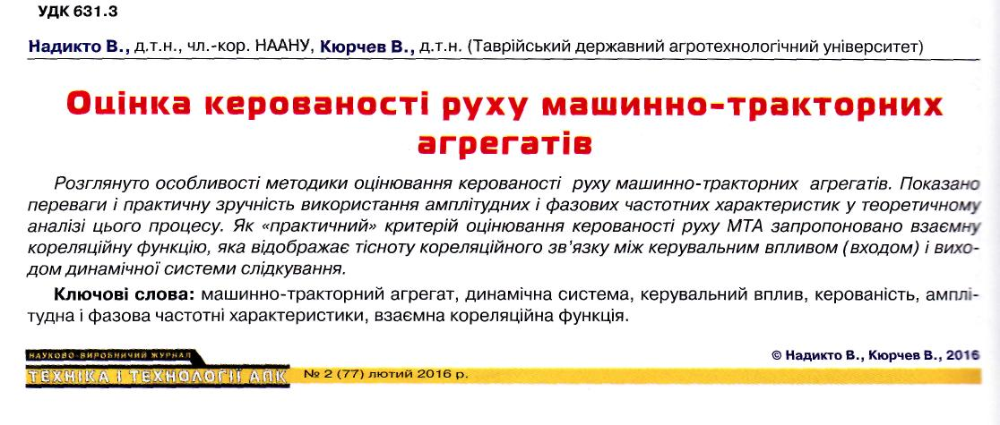 УДК 631.3
Надикто В., д.т.н., чл.-кор. НААНУ, Кюрчев В., д.т.н. (Таврійський державний агротехнологічний університет)
Оцінка керованості руху машинно-тракторних
агрегатів
Розглянуто особливості методики оцінювання керованості руху машинно-тракторних агрегатів. Показано
переваги і практичну зручність використання амплітудних і фазових частотних характеристик у теоретичному
аналізі цього процесу. Як «практичний» критерій оцінювання керованості руху МТА запропоновано взаємну
кореляційну функцію, яка відображає тісноту кореляційного зв’язку між керувальним впливом (входом) і вихо-
дом динамічної системи слідкування.
Ключові слова: машинно-тракторний агрегат, динамічна система, керувальний вплив, керованість, амплі-
тудна і фазова частотні характеристики, взаємна кореляційна функція.
НАУКОВО-ВИРОБНИЧИЙ ЖУРНАЛ
© Надикто В., Кюрчев В., 2016
ТЕХНІКА І ТЕХНОЛОГІЇ АПК № 2 (77) лютий 2016 р.